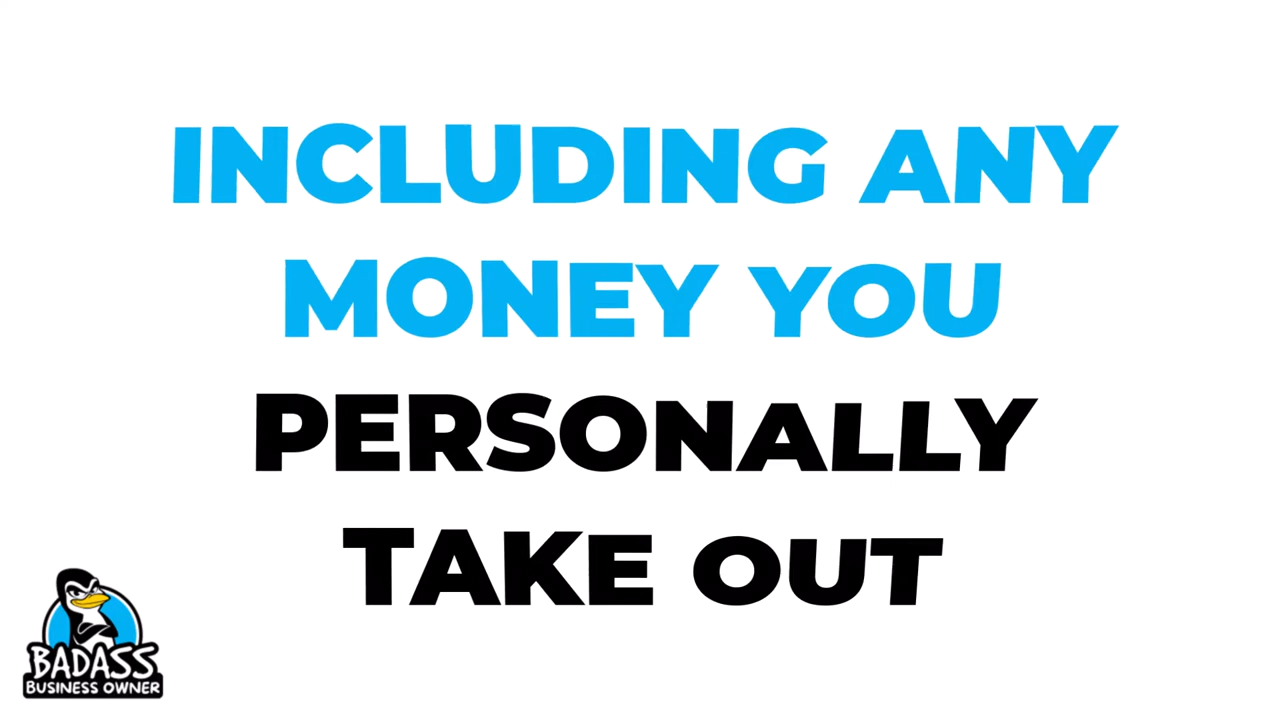 INCLUDING ANY
MONEY YOU
PERSONALLY
TAKE OUT
BADASS
BUSINESS OWNER